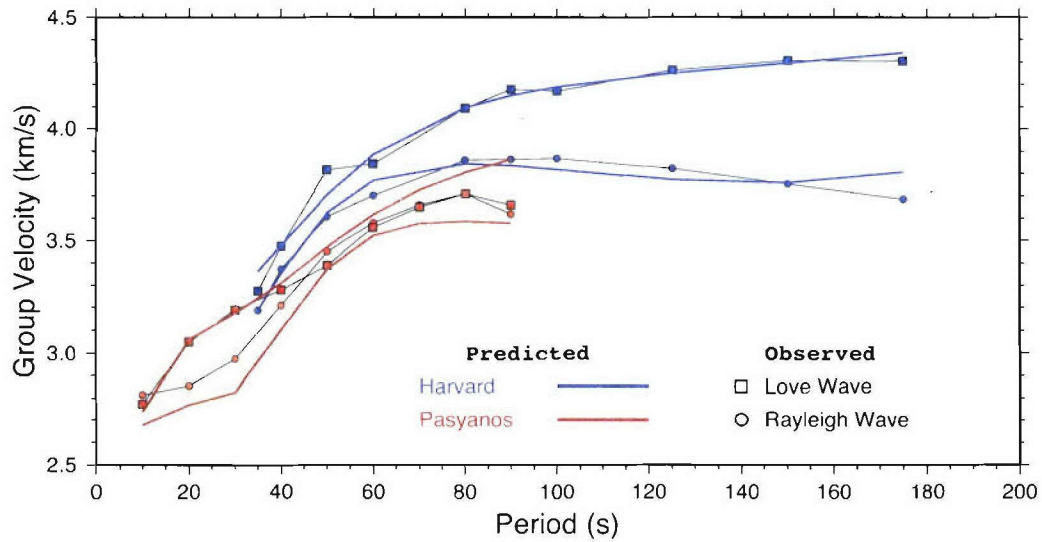 4.5
4.0
3.5
3.0
2.5
Group Velocity (km/s)
Predicted Observed
Harvard Love Wave
Pasyanos Rayleigh Wave
0 20 40 60 80 100 120 140 160 180 200
Period (s)